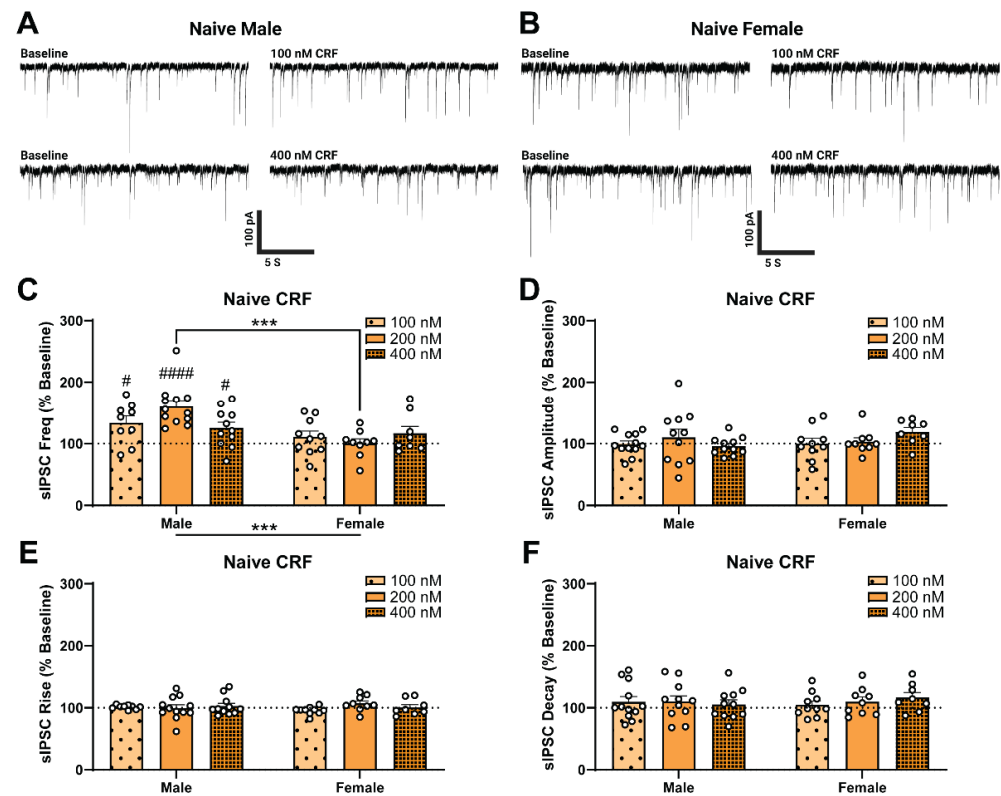 A
Naive Male
Baseline
100 nM CRF
Baseline
400 nM CRF
100 pA
5 S
B
Naive Female
Baseline
100 nM CRF
Baseline
400 nM CRF
100 pA
5 S
C
Naive CRF
sIPSC Freq (% Baseline)
300
200
100
0
***
#
####
#
100 nM
200 nM
400 nM
Male
Female
***
D
Naive CRF
sIPSC Amplitude (% Baseline)
300
200
100
0
100 nM
200 nM
400 nM
Male
Female
E
Naive CRF
sIPSC Rise (% Baseline)
300
200
100
0
100 nM
200 nM
400 nM
Male
Female
F
Naive CRF
sIPSC Decay (% Baseline)
300
200
100
0
100 nM
200 nM
400 nM
Male
Female